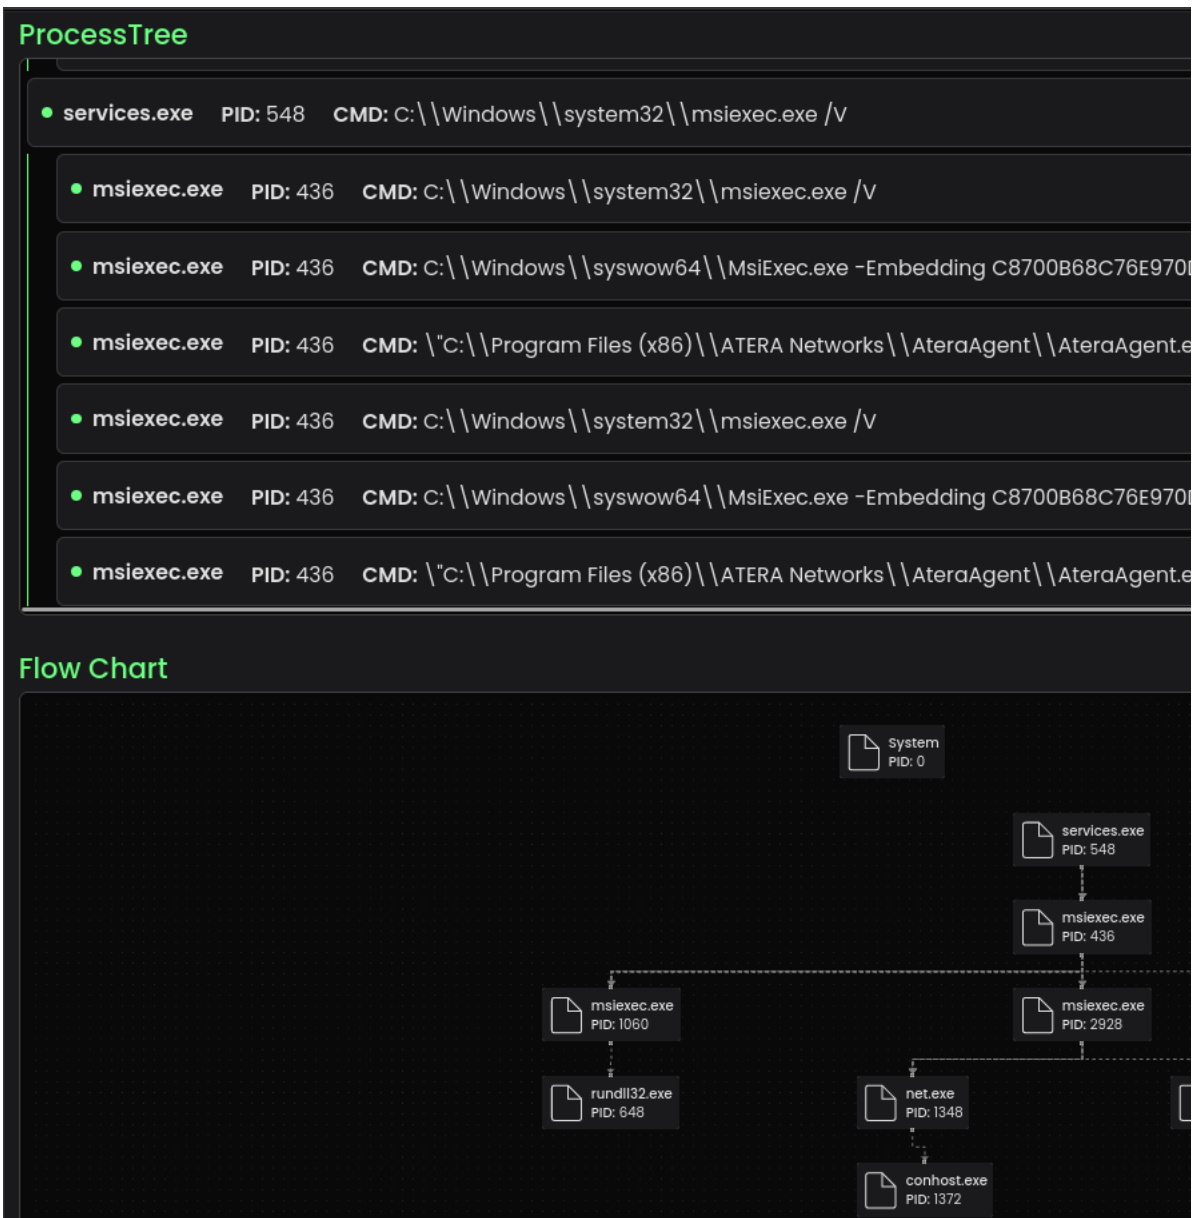 ProcessTree
services.exe PID: 548 CMD: C:\\Windows\\system32\\msiexec.exe /V
msiexec.exe PID: 436 CMD: C:\\Windows\\system32\\msiexec.exe /V
msiexec.exe PID: 436 CMD: C:\\Windows\\syswow64\\MsiExec.exe -Embedding C8700B68C76E970
msiexec.exe PID: 436 CMD: \"C:\\Program Files (x86)\\ATERA Networks\\AteraAgent\\AteraAgent.e
msiexec.exe PID: 436 CMD: C:\\Windows\\system32\\msiexec.exe /V
msiexec.exe PID: 436 CMD: C:\\Windows\\syswow64\\MsiExec.exe -Embedding C8700B68C76E970
msiexec.exe PID: 436 CMD: \"C:\\Program Files (x86)\\ATERA Networks\\AteraAgent\\AteraAgent.e
Flow Chart
System
PID: 0
services.exe
PID: 548
msiexec.exe
PID: 436
msiexec.exe
PID: 1060
msiexec.exe
PID: 2928
rundll32.exe
PID: 648
net.exe
PID: 1348
conhost.exe
PID: 1372